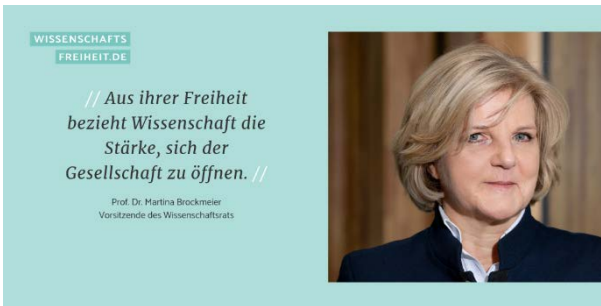 WISSENSCHAFTS
FREIHEIT.DE
// Aus ihrer Freiheit
bezieht Wissenschaft die
Stärke, sich der
Gesellschaft zu öffnen. //
Prof. Dr. Martina Brockmeier
Vorsitzende des Wissenschaftsrats